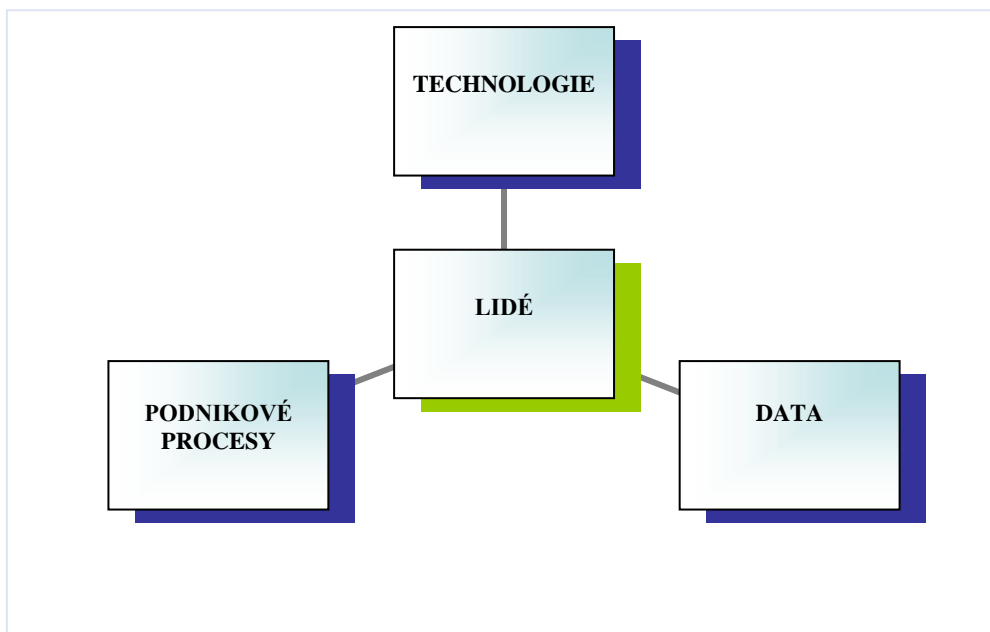 TECHNOLOGIE
LIDÉ
PODNIKOVÉ
PROCESY
DATA